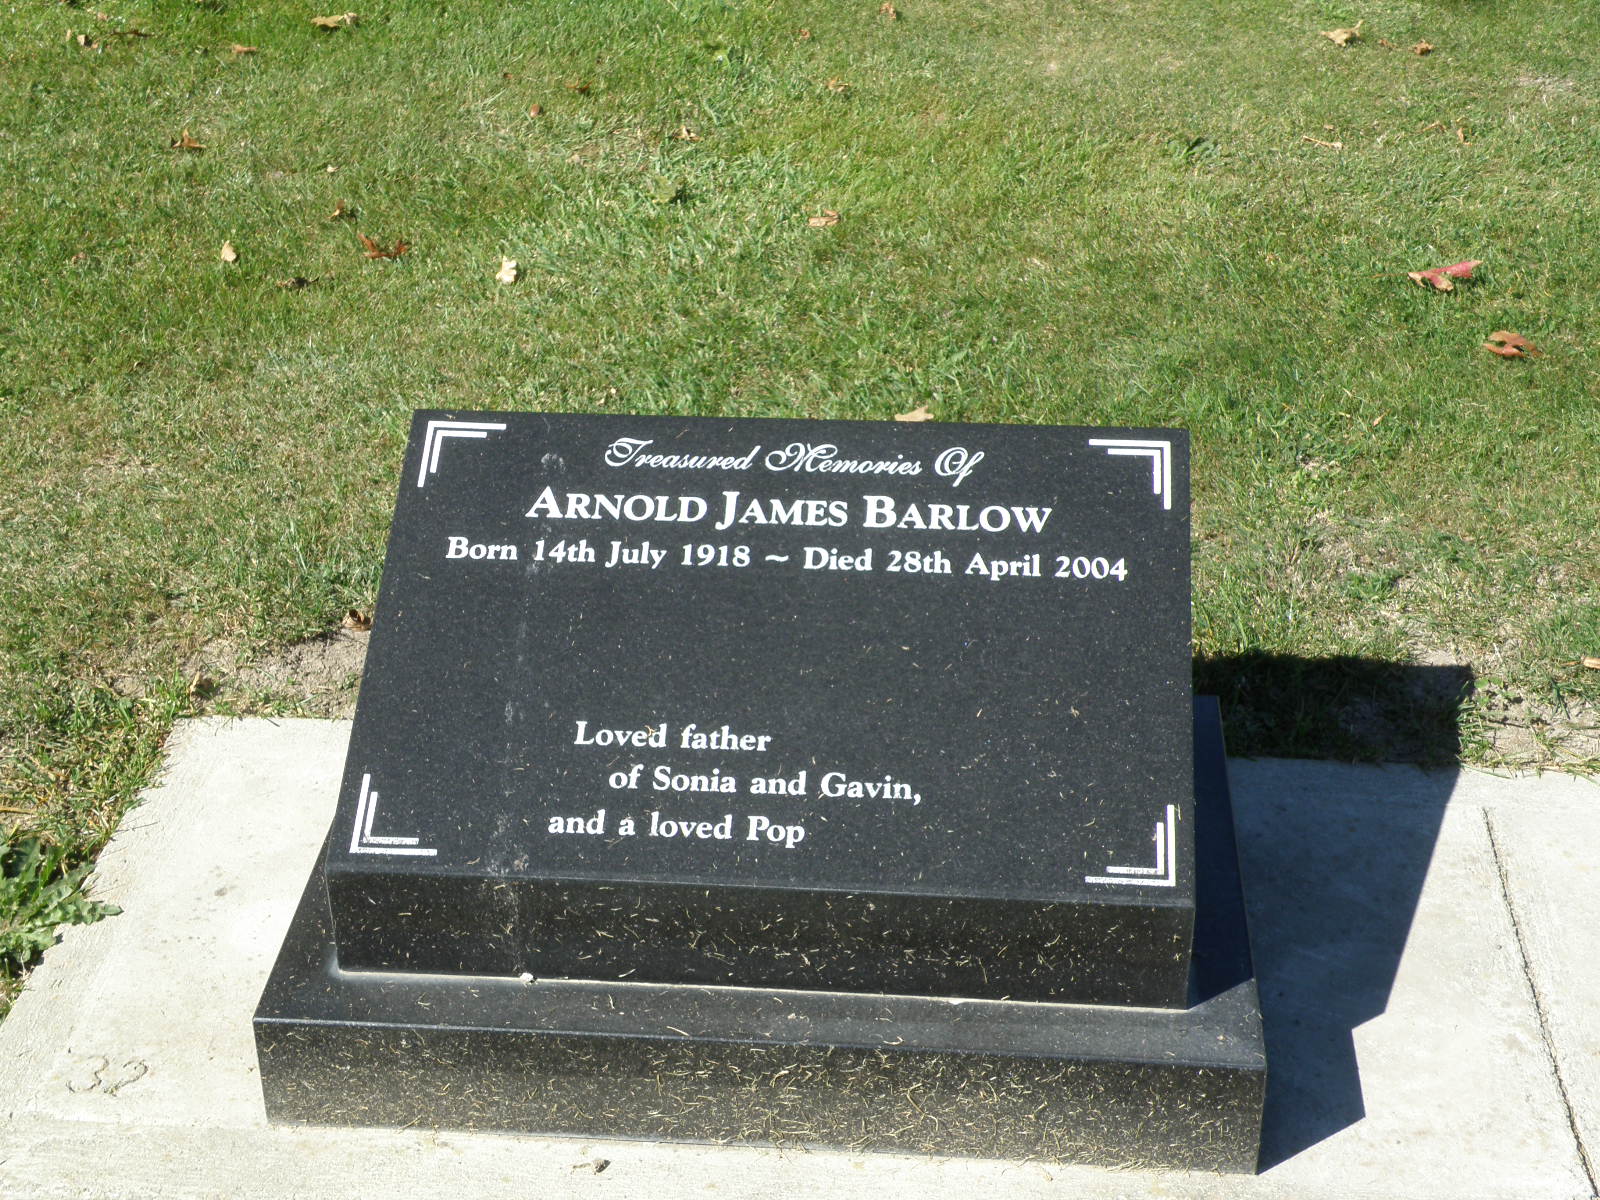 Treasured Memories Of
ARNOLD JAMES BARLOW
Born 14th July 1918 ~ Died 28th April 2004
Loved father
of Sonia and Gavin,
and a loved Pop
32